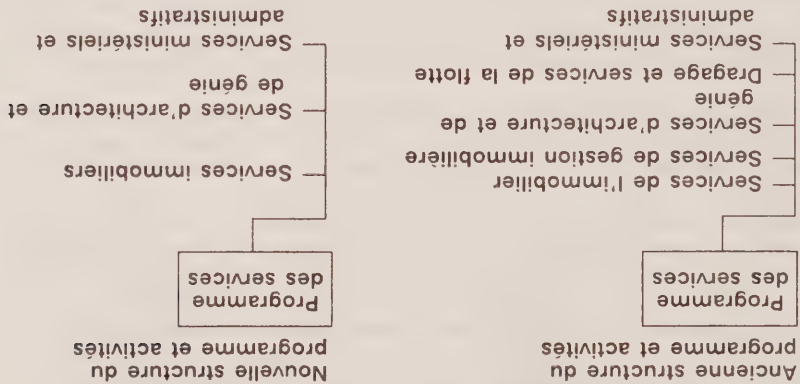 Ancienne structure du
programme et activités
Programme
des services
Services de l'immobilier
Services de gestion immobilière
Services d'architecture et de
génie
Dragage et services de la flotte
Services ministériels et
administratifs
Nouvelle structure du
programme et activités
Programme
des services
Services immobiliers
Services d'architecture et
de génie
Services ministériels et
administratifs